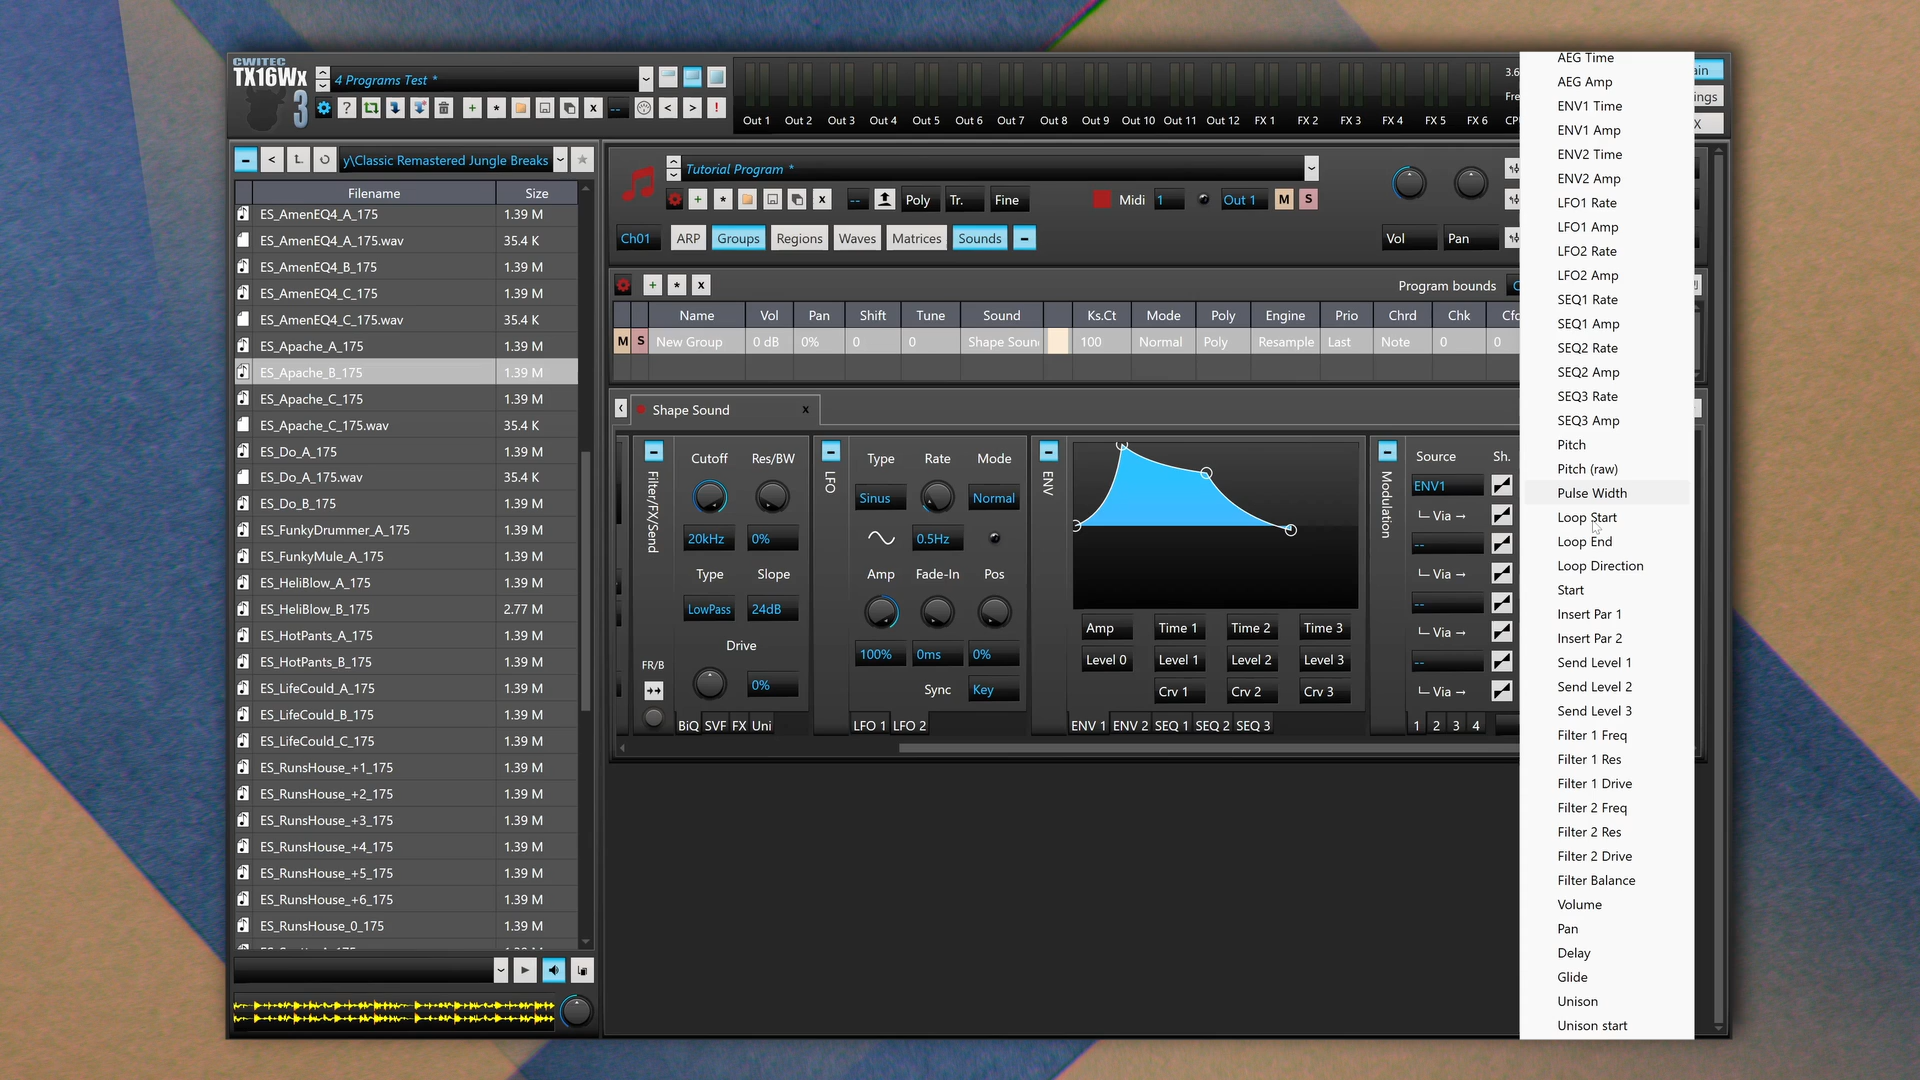 CWITEC
TX16Wx
3
4 Programs Test *
Out 1 Out 2 Out 3 Out 4 Out 5 Out 6 Out 7 Out 8 Out 9 Out 10 Out 11 Out 12 FX 1 FX 2 FX 3 FX 4 FX 5 FX 6
y\Classic Remastered Jungle Breaks
Filename Size
ES_AmenEQ4_A_175 1.39 M
ES_AmenEQ4_A_175.wav 35.4 K
ES_AmenEQ4_B_175 1.39 M
ES_AmenEQ4_C_175 1.39 M
ES_AmenEQ4_C_175.wav 35.4 K
ES_Apache_A_175 1.39 M
ES_Apache_B_175 1.39 M
ES_Apache_C_175 1.39 M
ES_Apache_C_175.wav 35.4 K
ES_Do_A_175 1.39 M
ES_Do_A_175.wav 35.4 K
ES_Do_B_175 1.39 M
ES_FunkyDrummer_A_175 1.39 M
ES_FunkyMule_A_175 1.39 M
ES_HeliBlow_A_175 1.39 M
ES_HeliBlow_B_175 2.77 M
ES_HotPants_A_175 1.39 M
ES_HotPants_B_175 1.39 M
ES_LifeCould_A_175 1.39 M
ES_LifeCould_B_175 1.39 M
ES_LifeCould_C_175 1.39 M
ES_RunsHouse_+1_175 1.39 M
ES_RunsHouse_+2_175 1.39 M
ES_RunsHouse_+3_175 1.39 M
ES_RunsHouse_+4_175 1.39 M
ES_RunsHouse_+5_175 1.39 M
ES_RunsHouse_+6_175 1.39 M
ES_RunsHouse_0_175 1.39 M
Tutorial Program *
Poly Tr. Fine Midi 1 Out 1 M S
Ch01 ARP Groups Regions Waves Matrices Sounds Vol Pan
Program bounds
Name Vol Pan Shift Tune Sound Ks.Ct Mode Poly Engine Prio Chrd Chk Cfo
M S New Group 0 dB 0% 0 0 Shape Soun 100 Normal Poly Resample Last Note 0 0
Shape Sound x
Filter/FX/Send
Cutoff Res/BW
20kHz 0%
Type Slope
LowPass 24dB
Drive
FR/B
0%
BiQ SVF FX Uni
LFO
Type Rate Mode
Sinus Normal
0.5Hz
Amp Fade-In Pos
100% 0ms 0%
Sync Key
LFO 1 LFO 2
ENV
Amp Time 1 Time 2 Time 3
Level 0 Level 1 Level 2 Level 3
Crv 1 Crv 2 Crv 3
ENV 1 ENV 2 SEQ 1 SEQ 2 SEQ 3
Modulation
Source Sh.
ENV1
Via →
--
Via →
--
Via →
--
Via →
1 2 3 4
AEG Time
AEG Amp
ENV1 Time
ENV1 Amp
ENV2 Time
ENV2 Amp
LFO1 Rate
LFO1 Amp
LFO2 Rate
LFO2 Amp
SEQ1 Rate
SEQ1 Amp
SEQ2 Rate
SEQ2 Amp
SEQ3 Rate
SEQ3 Amp
Pitch
Pitch (raw)
Pulse Width
Loop Start
Loop End
Loop Direction
Start
Insert Par 1
Insert Par 2
Send Level 1
Send Level 2
Send Level 3
Filter 1 Freq
Filter 1 Res
Filter 1 Drive
Filter 2 Freq
Filter 2 Res
Filter 2 Drive
Filter Balance
Volume
Pan
Delay
Glide
Unison
Unison start